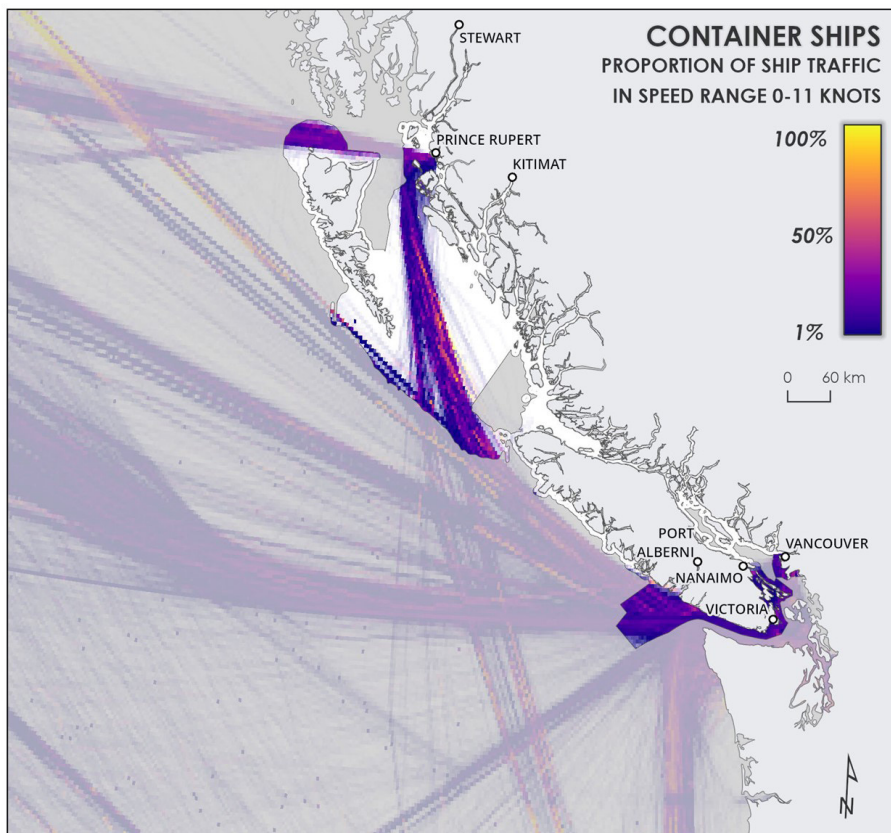 CONTAINER SHIPS
PROPORTION OF SHIP TRAFFIC
IN SPEED RANGE 0-11 KNOTS
100%
50%
1%
0 60 km
STEWART
PRINCE RUPERT
KITIMAT
PORT
ALBERNI
VANCOUVER
NANAIMO
VICTORIA
N